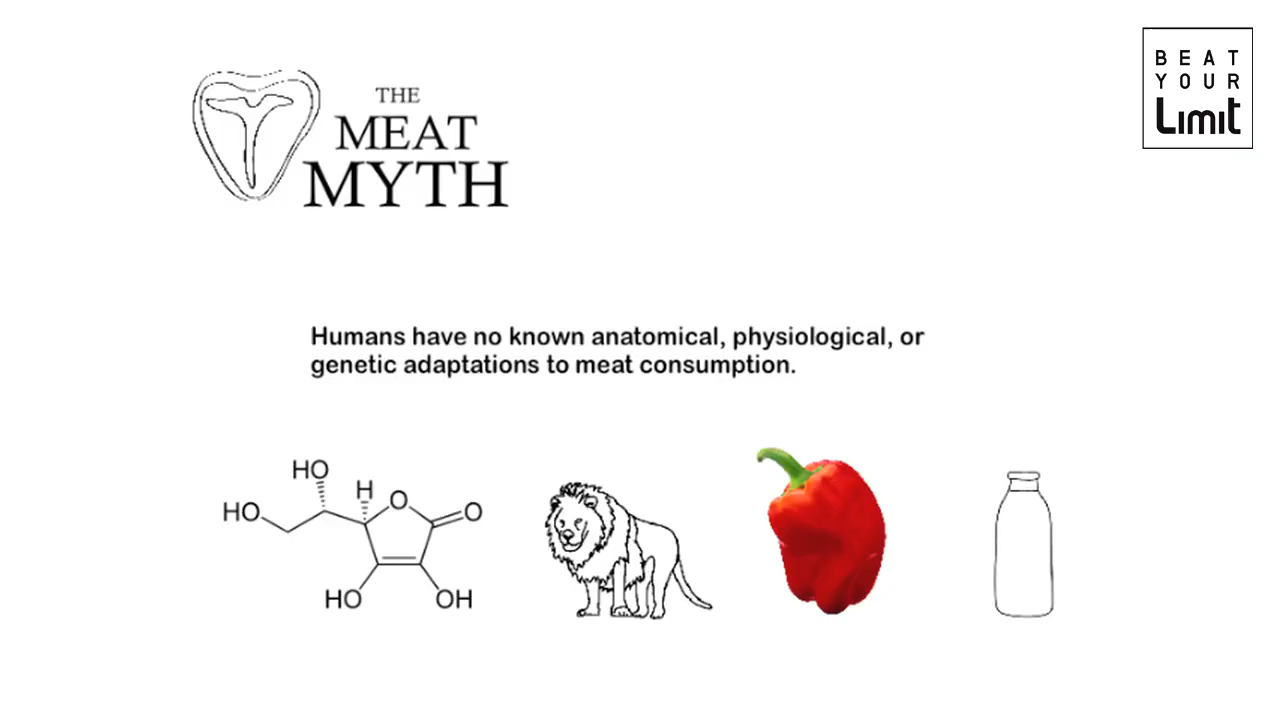 THE
MEAT
MYTH
BEAT
YOUR
Limit
Humans have no known anatomical, physiological, or
genetic adaptations to meat consumption.
HO
HO
H
O
O
HO
OH